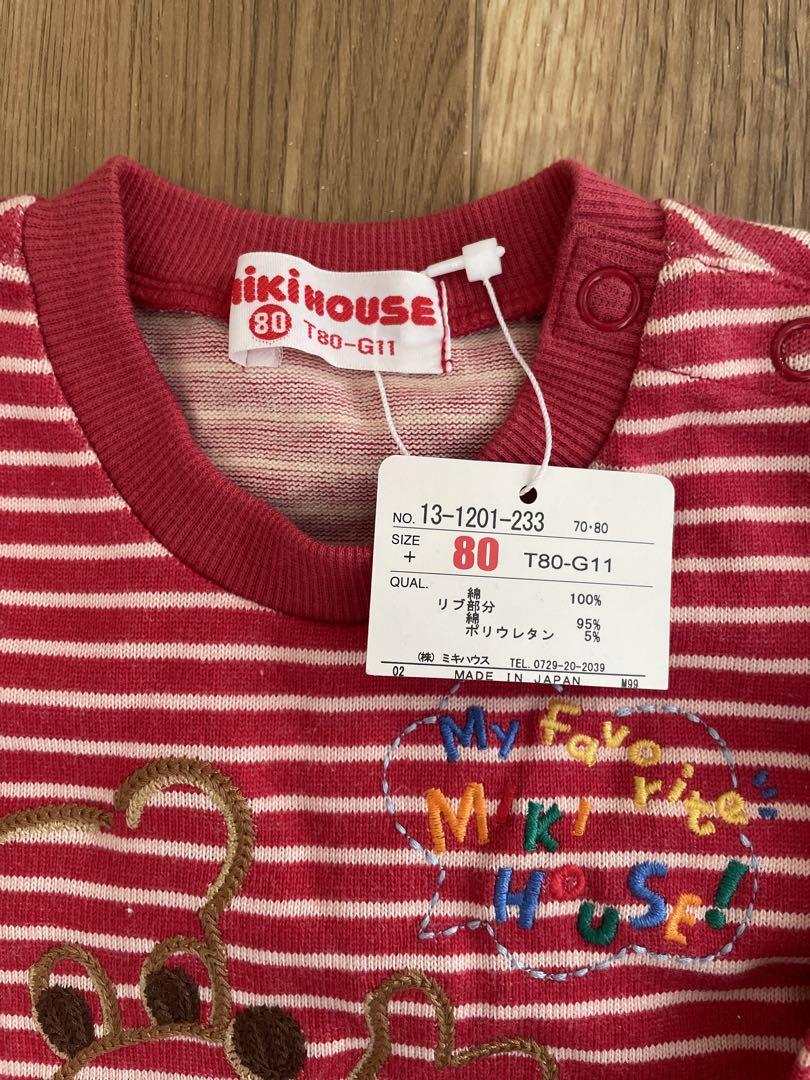 MIKI HOUSE
80 T80-G11
NO. 13-1201-233 70・80
SIZE
+ 80 T80-G11
QUAL.
綿 100%
リブ部分
綿 95%
ポリウレタン 5%
(株) ミキハウス TEL. 0729-20-2039
02 MADE IN JAPAN M99
My Favorite
MIKI
HOUSE!